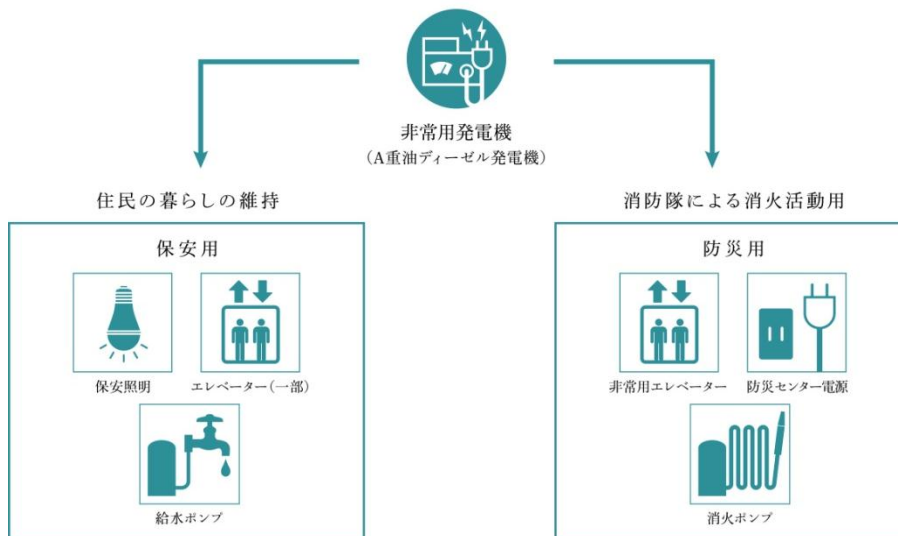 非常用発電機
(A重油ディーゼル発電機)
住民の暮らしの維持
消防隊による消火活動用
保安用
保安照明
エレベーター(一部)
給水ポンプ
防災用
非常用エレベーター
防災センター電源
消火ポンプ